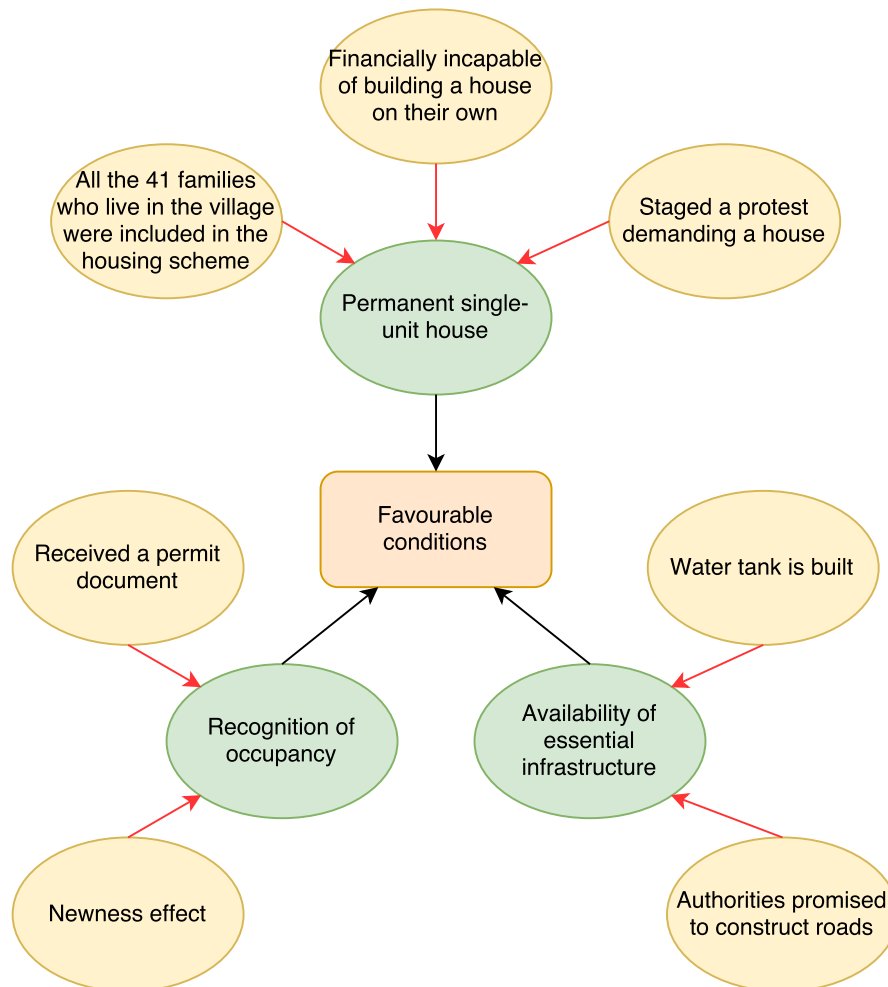 Financially incapable
of building a house
on their own
All the 41 families
who live in the village
were included in the
housing scheme
Staged a protest
demanding a house
Permanent single-
unit house
Favourable
conditions
Received a permit
document
Water tank is built
Recognition of
occupancy
Availability of
essential
infrastructure
Newness effect
Authorities promised
to construct roads